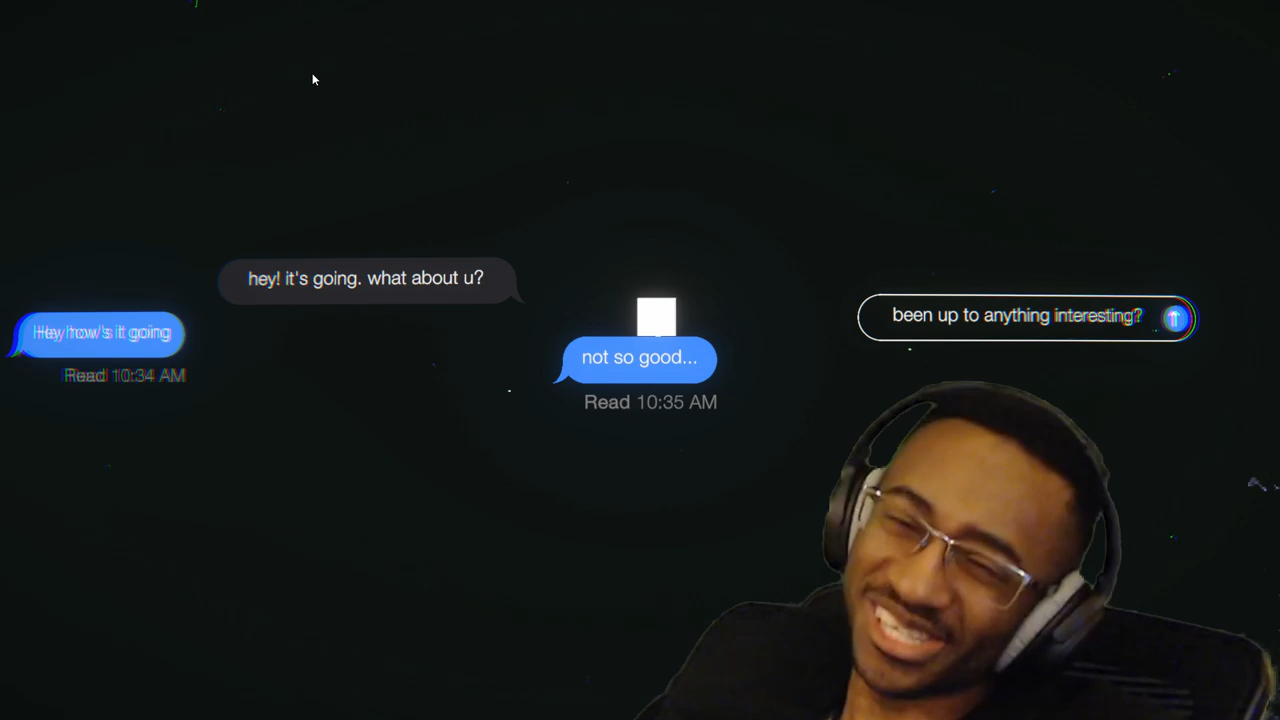 Hey how's it going
Read 10:34 AM
hey! it's going. what about u?
not so good...
Read 10:35 AM
been up to anything interesting?